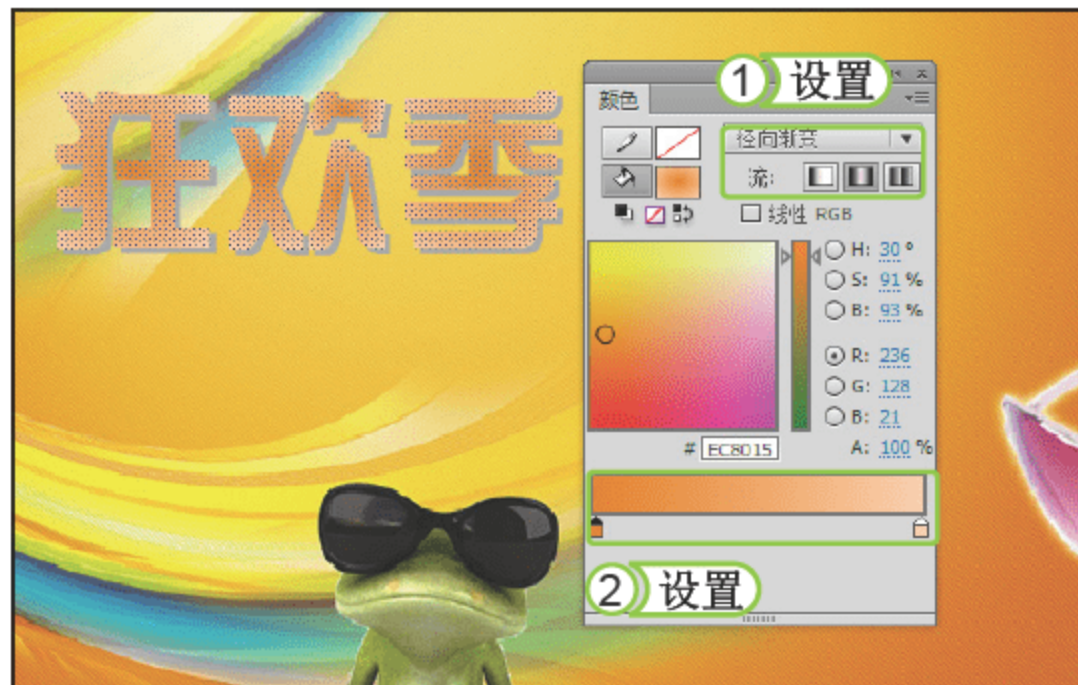 狂欢季
① 设置
颜色
径向渐变
流:
线性 RGB
H: 30 °
S: 91 %
B: 93 %
R: 236
G: 128
B: 21
# EC8015
A: 100 %
② 设置